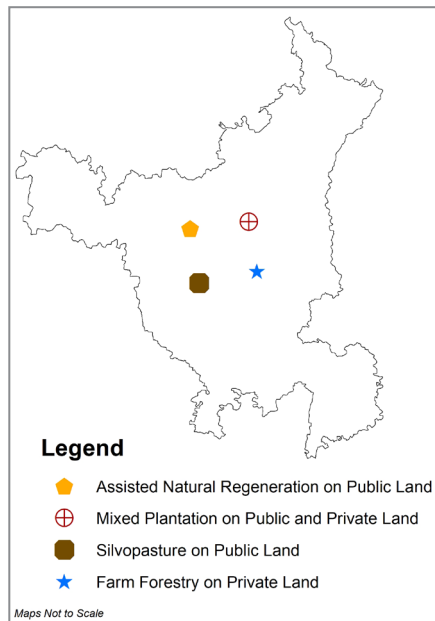 Legend
Assisted Natural Regeneration on Public Land
Mixed Plantation on Public and Private Land
Silvopasture on Public Land
Farm Forestry on Private Land
Maps Not to Scale